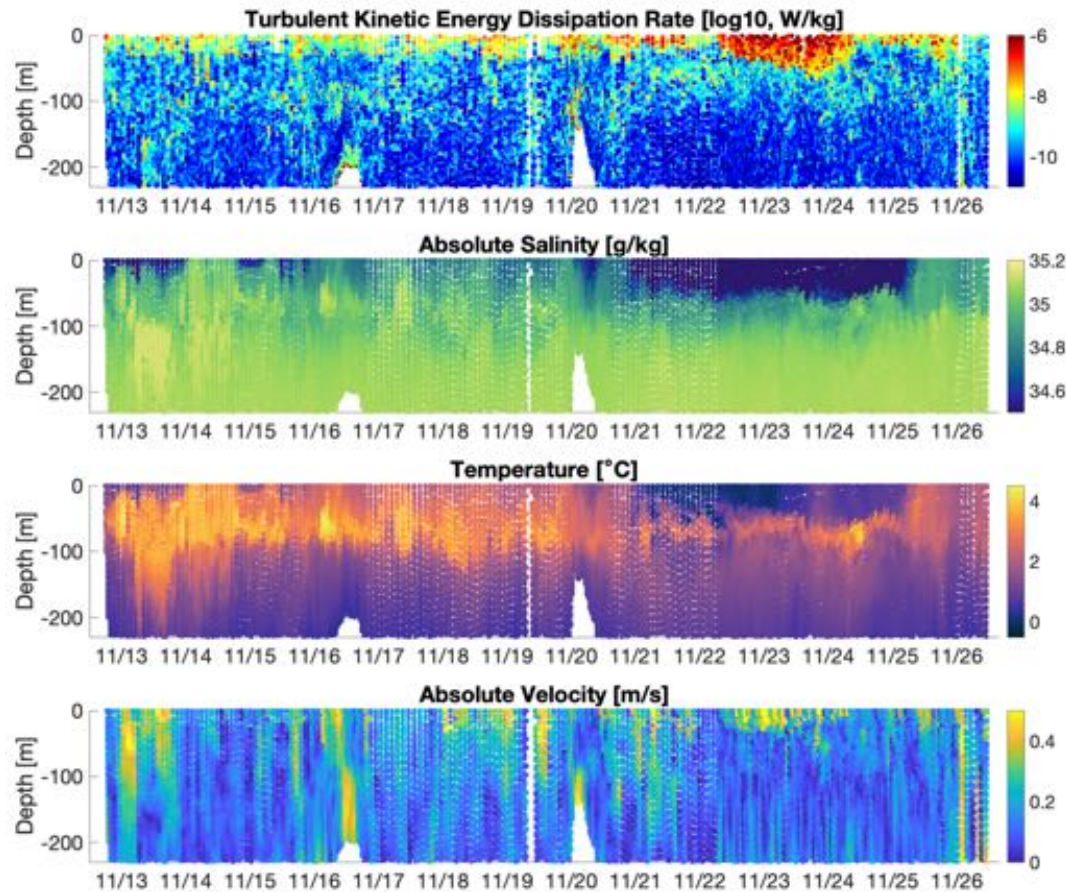 Turbulent Kinetic Energy Dissipation Rate [log10, W/kg]
0
-100
-200
Depth [m]
-6
-8
-10
11/13 11/14 11/15 11/16 11/17 11/18 11/19 11/20 11/21 11/22 11/23 11/24 11/25 11/26
Absolute Salinity [g/kg]
0
-100
-200
Depth [m]
35.2
35
34.8
34.6
11/13 11/14 11/15 11/16 11/17 11/18 11/19 11/20 11/21 11/22 11/23 11/24 11/25 11/26
Temperature [°C]
0
-100
-200
Depth [m]
4
2
0
11/13 11/14 11/15 11/16 11/17 11/18 11/19 11/20 11/21 11/22 11/23 11/24 11/25 11/26
Absolute Velocity [m/s]
0
-100
-200
Depth [m]
0.4
0.2
0
11/13 11/14 11/15 11/16 11/17 11/18 11/19 11/20 11/21 11/22 11/23 11/24 11/25 11/26